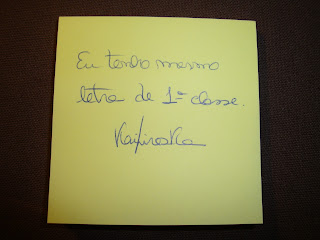 Eu tenho mesmo
letra de 1ª classe.